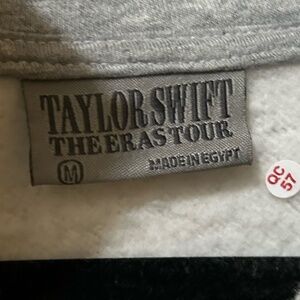 TAYLOR SWIFT
THE ERAS TOUR
M
MADE IN EGYPT
QC
57